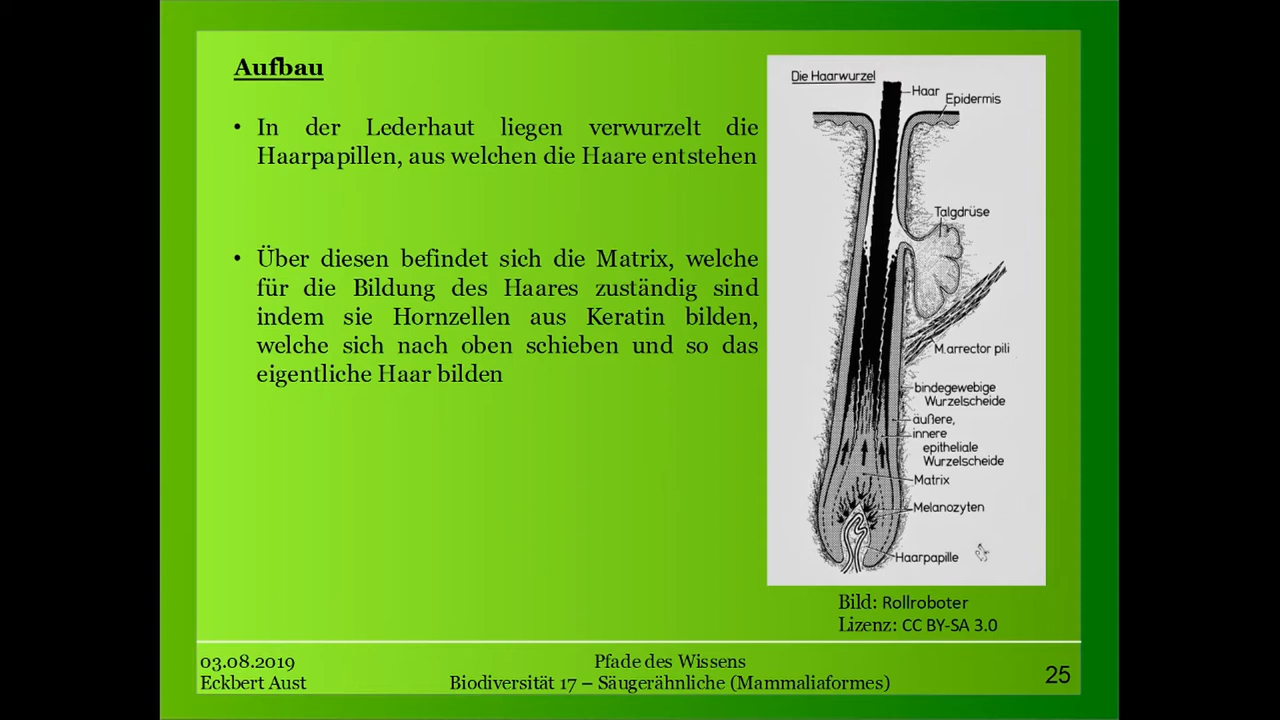 Aufbau
• In der Lederhaut liegen verwurzelt die
Haarpapillen, aus welchen die Haare entstehen
• Über diesen befindet sich die Matrix, welche
für die Bildung des Haares zuständig sind
indem sie Hornzellen aus Keratin bilden,
welche sich nach oben schieben und so das
eigentliche Haar bilden
Die Haarwurzel
Haar
Epidermis
Talgdrüse
M.arrector pili
bindegewebige
Wurzelscheide
äußere,
innere
epitheliale
Wurzelscheide
Matrix
Melanozyten
Haarpapille
Bild: Rollroboter
Lizenz: CC BY-SA 3.0
03.08.2019
Eckbert Aust
Pfade des Wissens
Biodiversität 17 – Säugerähnliche (Mammaliaformes)
25